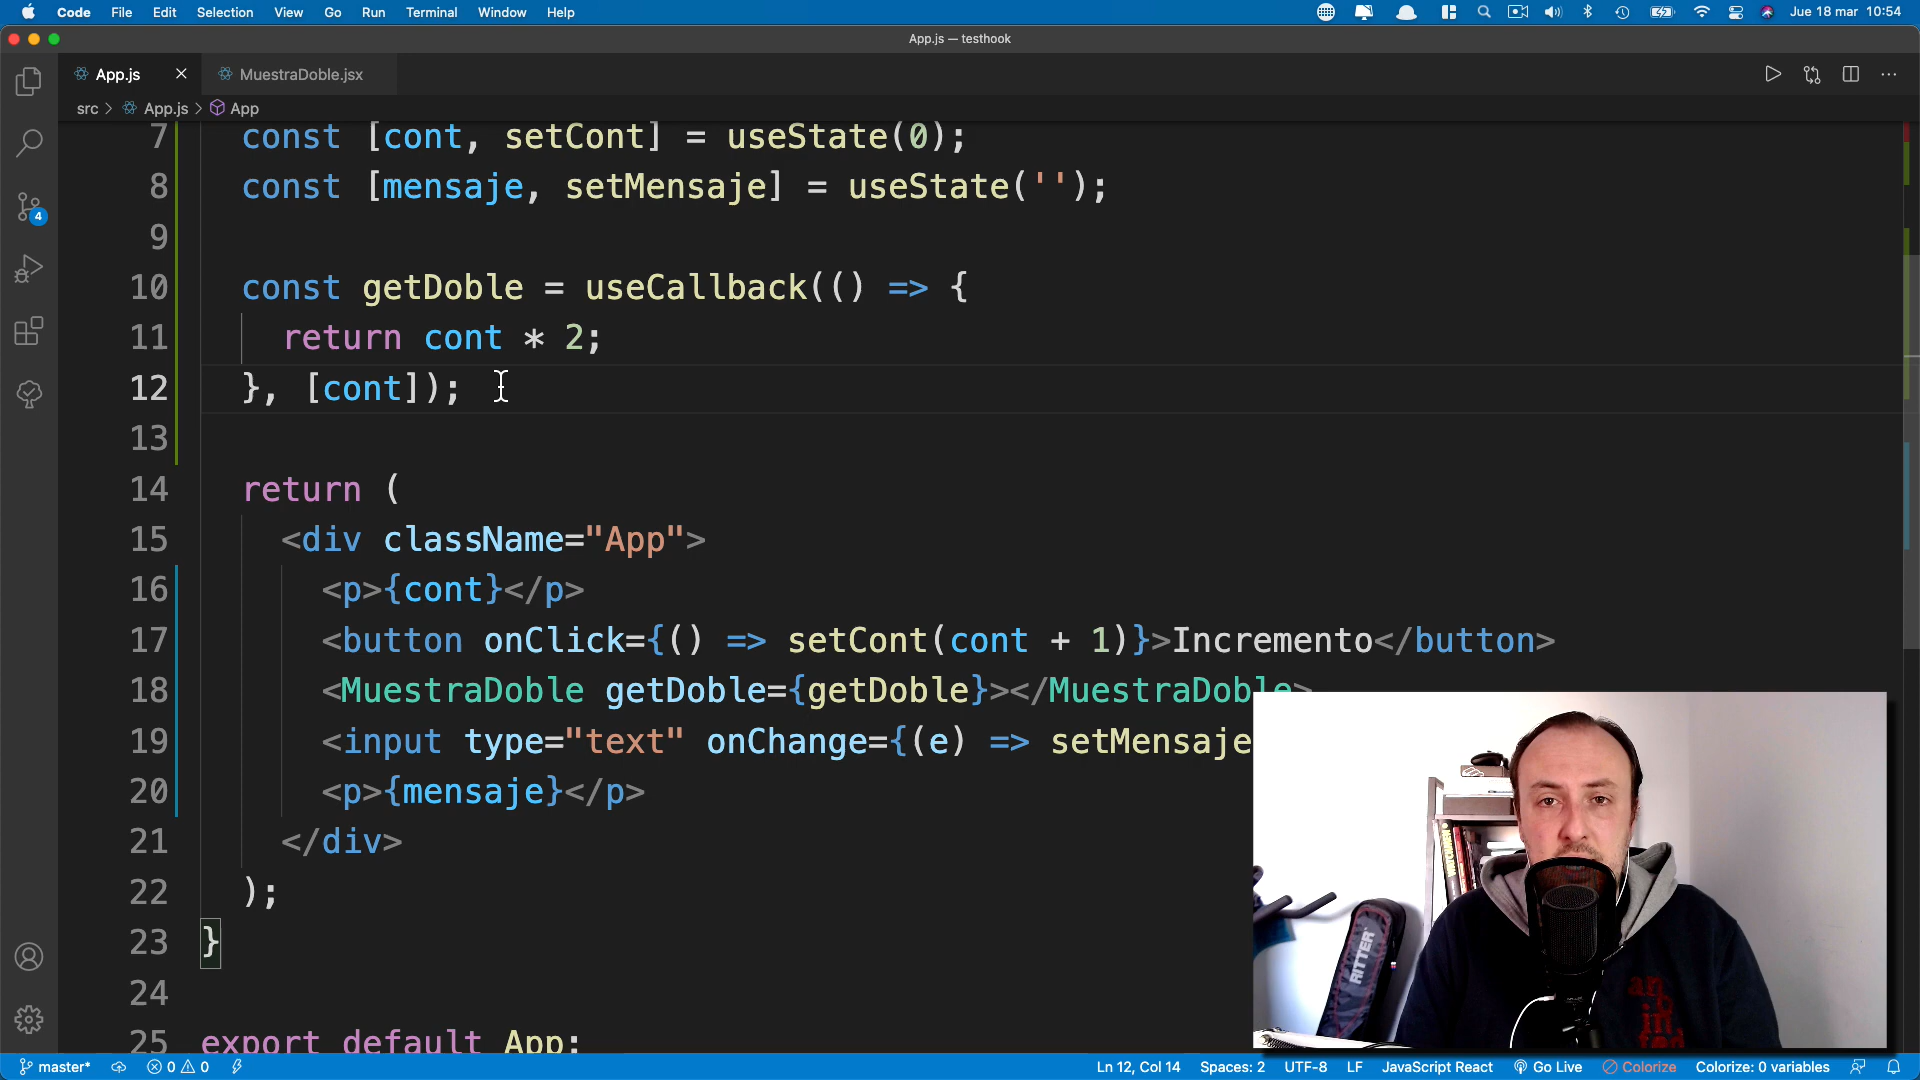 Code File Edit Selection View Go Run Terminal Window Help Jue 18 mar 10:54
App.js — testhook
App.js MuestraDoble.jsx
src > App.js > App
7 const [cont, setCont] = useState(0);
8 const [mensaje, setMensaje] = useState('');
9
10 const getDoble = useCallback(() => {
11 return cont * 2;
12 }, [cont]);
13
14 return (
15 <div className="App">
16 <p>{cont}</p>
17 <button onClick={() => setCont(cont + 1)}>Incremento</button>
18 <MuestraDoble getDoble={getDoble}></MuestraDoble>
19 <input type="text" onChange={(e) => setMensaje
20 <p>{mensaje}</p>
21 </div>
22 );
23 }
24
25 export default App;
4
RITTER
master* 0 0 Ln 12, Col 14 Spaces: 2 UTF-8 LF JavaScript React Go Live Colorize Colorize: 0 variables